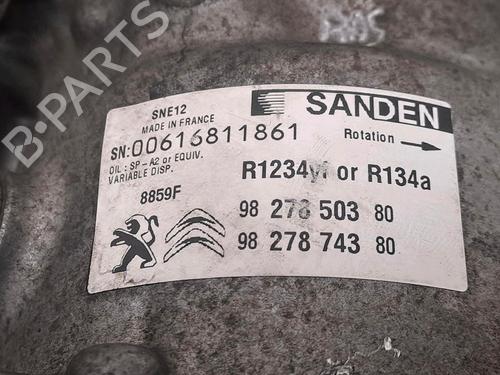 SANDEN
SNE12
MADE IN FRANCE
SN:00616811861
Rotation
OIL : SP - A2 or EQUIV.
VARIABLE DISP.
R1234yf or R134a
8859F
98 278 503 80
98 278 743 80
B-PARTS